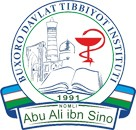 BUXORO DAVLAT TIBBIYOT INSTITUTI
1991
NOMLI
Abu Ali ibn Sino